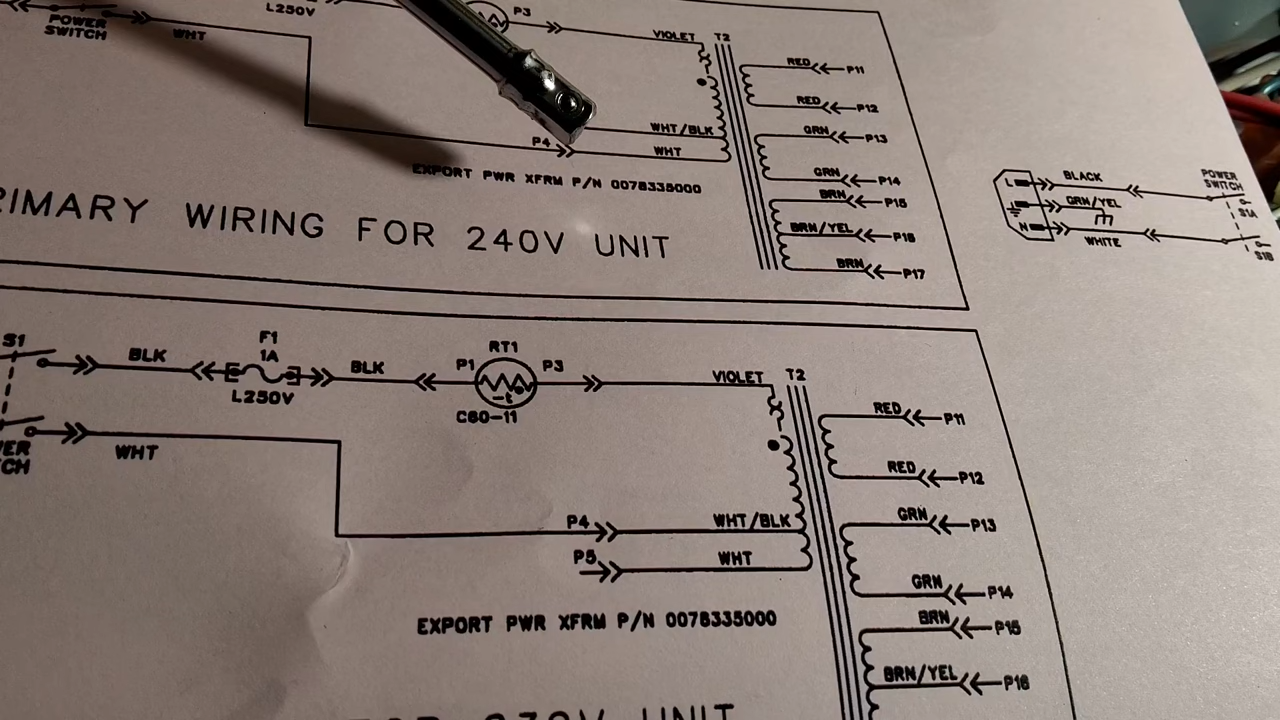 L250V
P3
POWER
SWITCH
WHT
VIOLET
T2
RED
P11
RED
P12
WHT/BLK
GRN
P13
P4
WHT
EXPORT PWR XFRM P/N 0078335000
GRN
P14
BRN
P15
BRN/YEL
P16
BRN
P17
L
BLACK
GRN/YEL
N
WHITE
POWER
SWITCH
S1A
S1B
WIRING FOR 240V UNIT
S1
BLK
F1
1A
L250V
BLK
P1
RT1
P3
-t
C60-11
VIOLET
T2
RED
P11
RED
P12
WHT
P4
WHT/BLK
GRN
P13
P5
WHT
GRN
P14
EXPORT PWR XFRM P/N 0078335000
BRN
P15
BRN/YEL
P16
230V UNIT